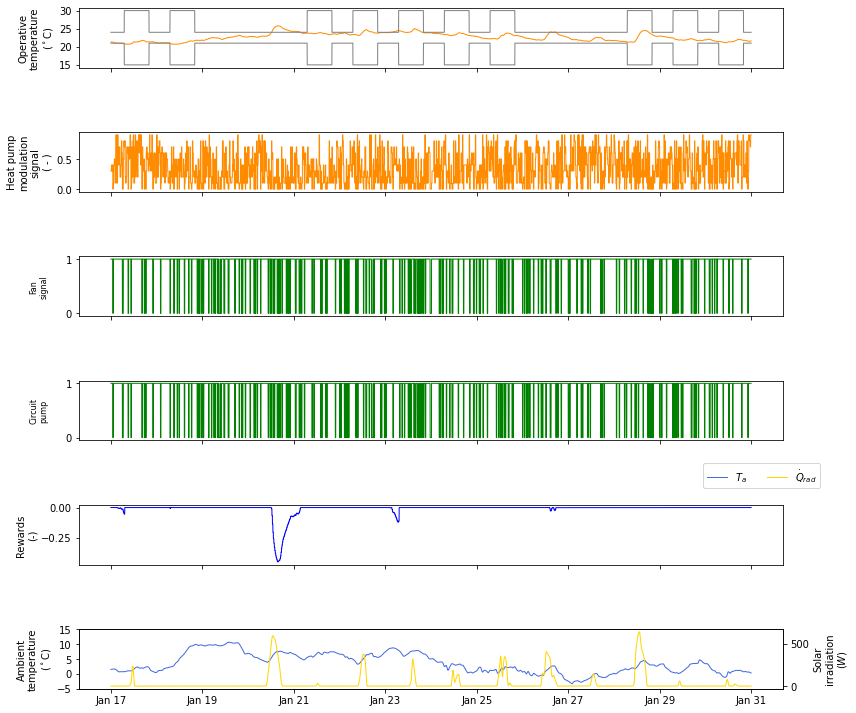 Operative
temperature
(°C)
30
25
20
15
Heat pump
modulation
signal
( - )
0.5
0.0
Fan
signal
1
0
Circuit
pump
1
0
T_a
Q̇_rad
Rewards
(-)
0.00
−0.25
Ambient
temperature
(°C)
15
10
5
0
−5
500
0
Solar
irradiation
(W)
Jan 17 Jan 19 Jan 21 Jan 23 Jan 25 Jan 27 Jan 29 Jan 31